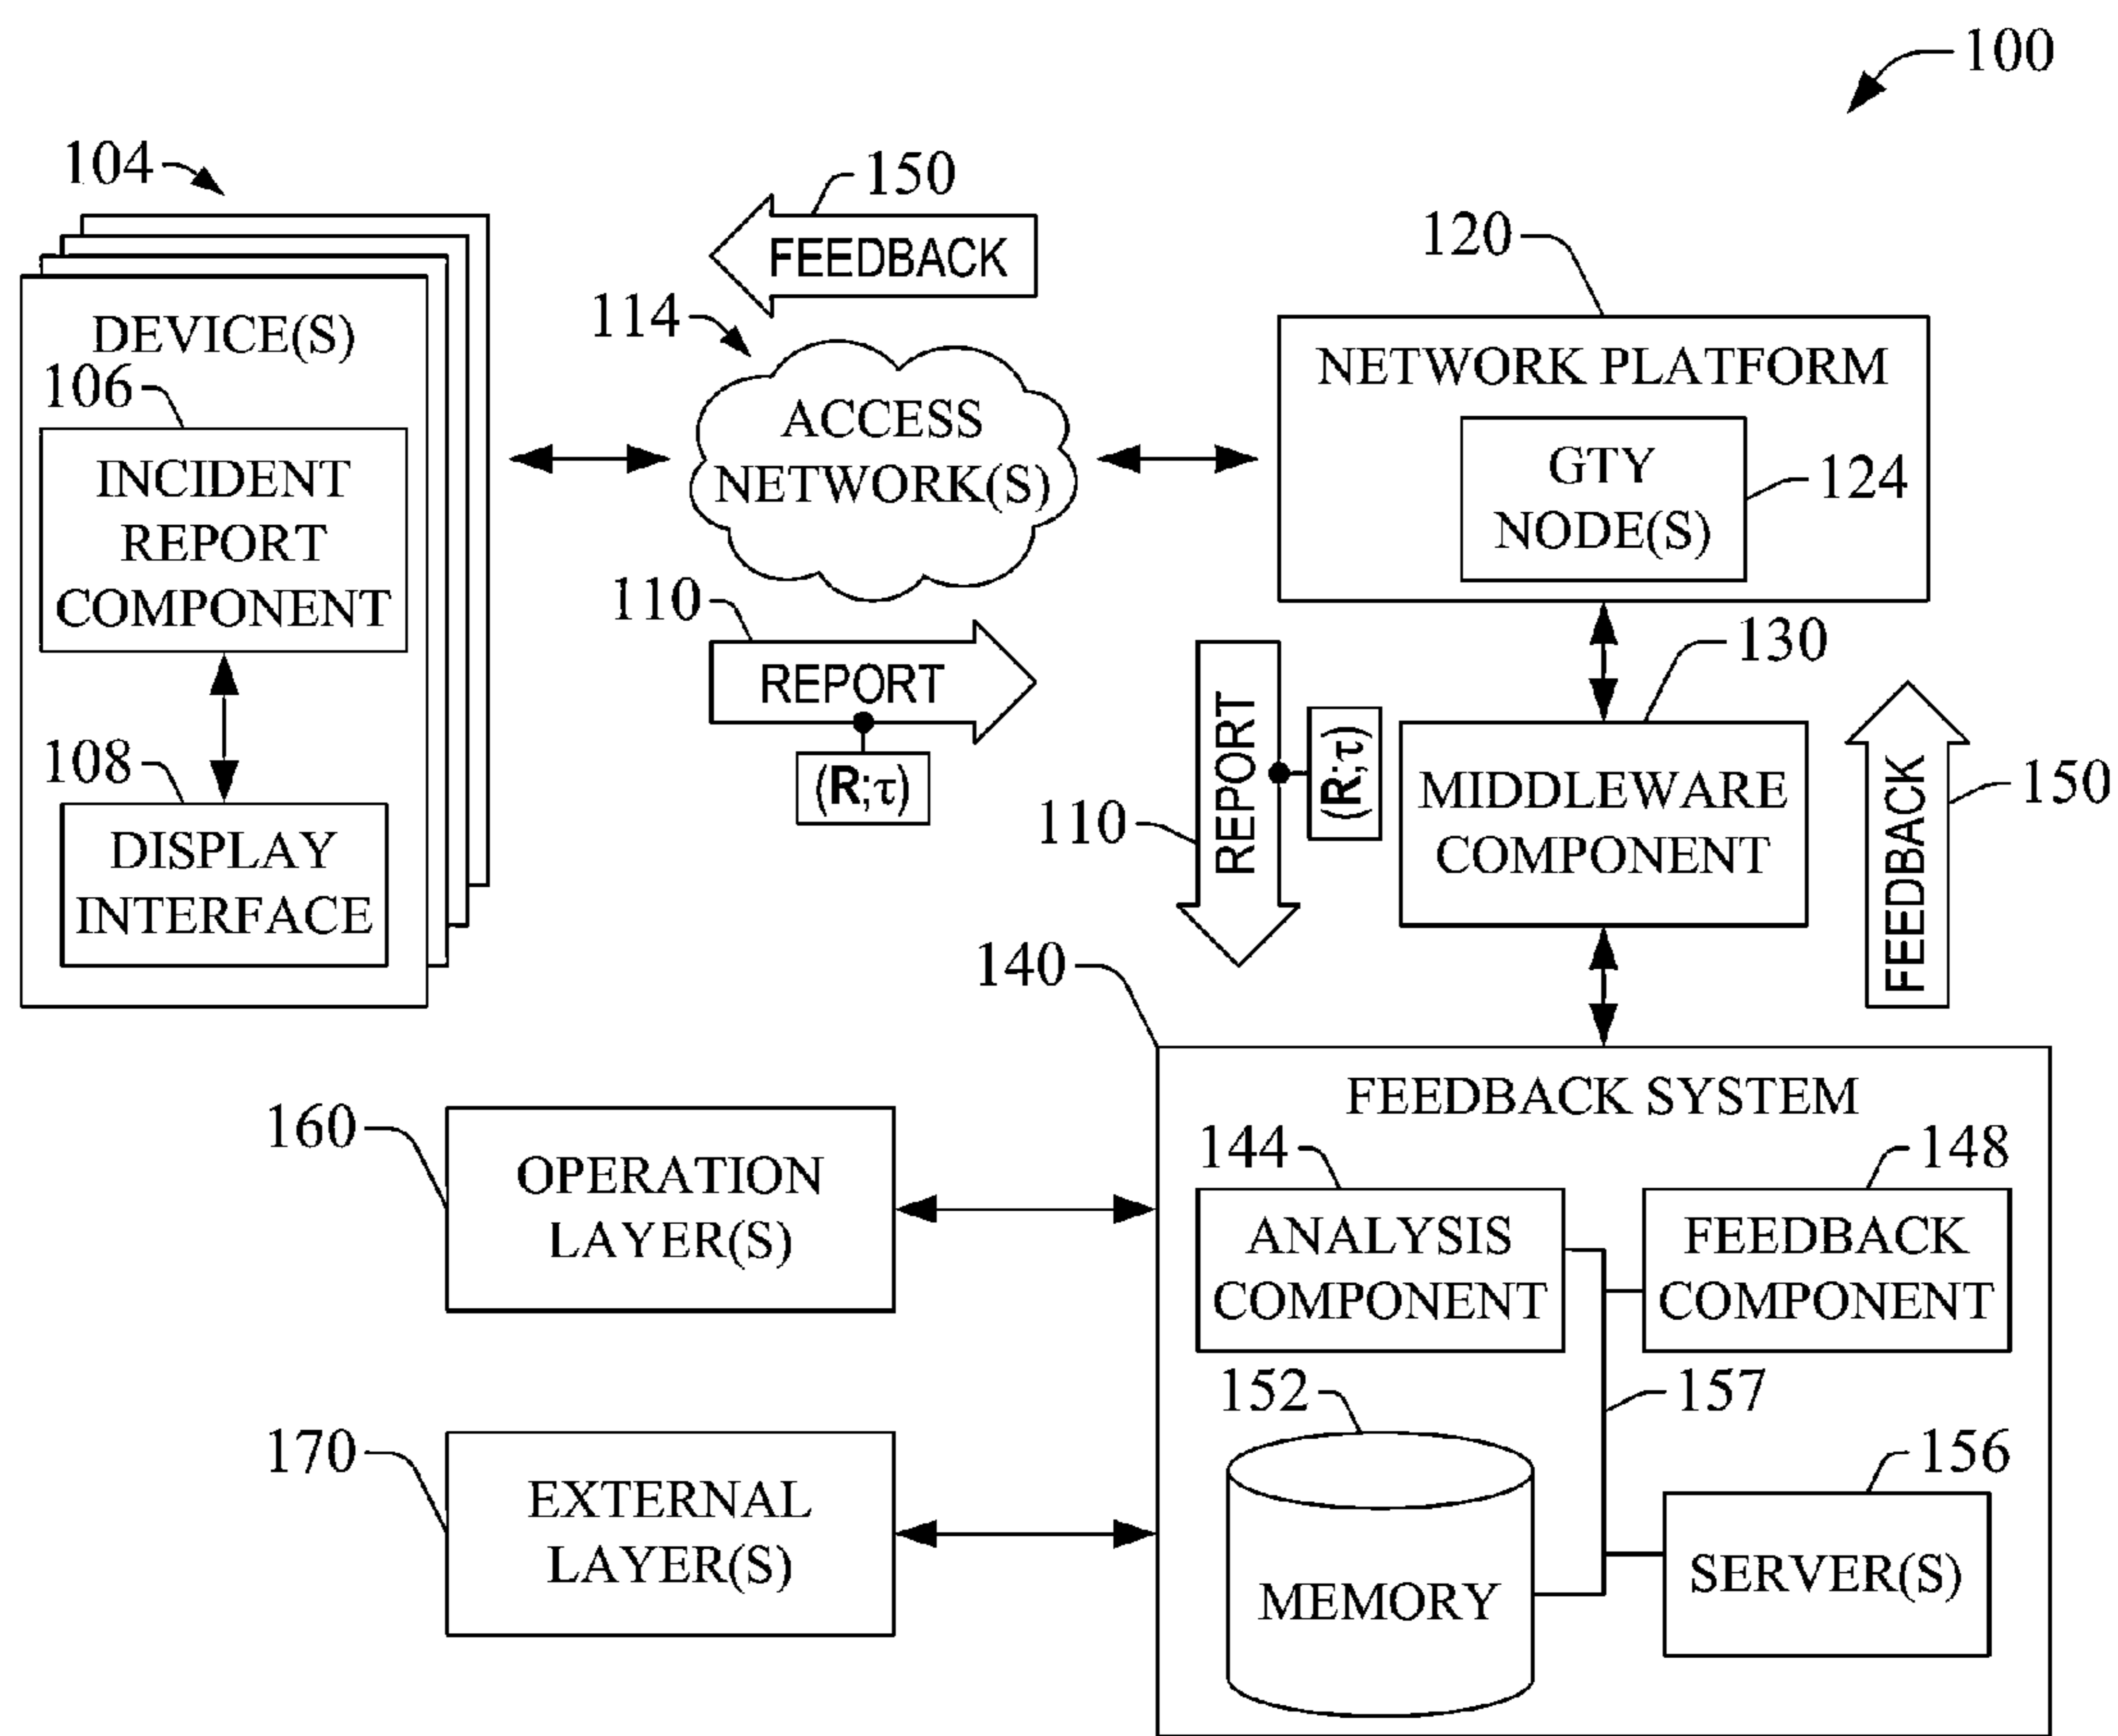 100
104
150
FEEDBACK
120
114
DEVICE(S)
106
INCIDENT
REPORT
COMPONENT
108
DISPLAY
INTERFACE
ACCESS
NETWORK(S)
NETWORK PLATFORM
GTY
NODE(S)
124
110
REPORT
(R;τ)
110
REPORT
(R;τ)
130
MIDDLEWARE
COMPONENT
FEEDBACK
150
140
FEEDBACK SYSTEM
160
OPERATION
LAYER(S)
144
ANALYSIS
COMPONENT
148
FEEDBACK
COMPONENT
170
EXTERNAL
LAYER(S)
152
MEMORY
157
156
SERVER(S)